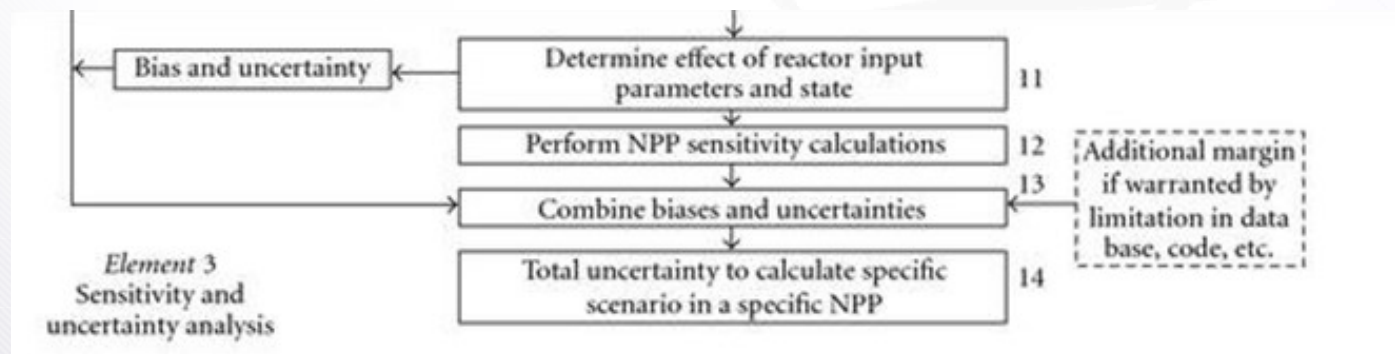 Bias and uncertainty
Determine effect of reactor input
parameters and state
11
Perform NPP sensitivity calculations
12
Combine biases and uncertainties
13
Additional margin
if warranted by
limitation in data
base, code, etc.
Total uncertainty to calculate specific
scenario in a specific NPP
14
Element 3
Sensitivity and
uncertainty analysis